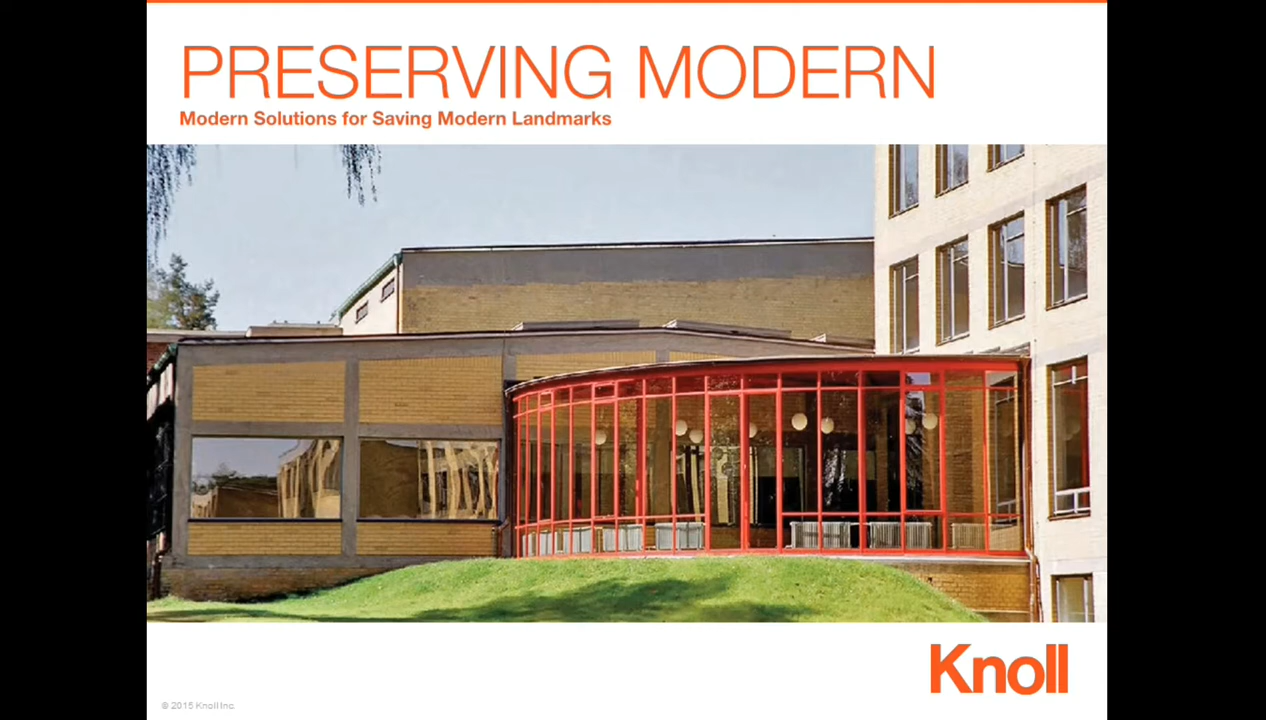 PRESERVING MODERN
Modern Solutions for Saving Modern Landmarks
Knoll
© 2015 Knoll Inc.